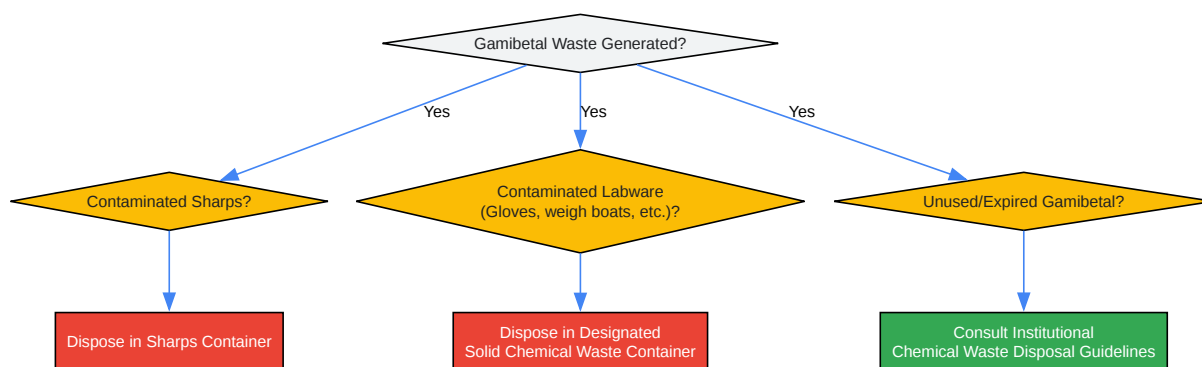 Gamibetal Waste Generated?
Yes
Yes
Yes
Contaminated Sharps?
Contaminated Labware
(Gloves, weigh boats, etc.)?
Unused/Expired Gamibetal?
Dispose in Sharps Container
Dispose in Designated
Solid Chemical Waste Container
Consult Institutional
Chemical Waste Disposal Guidelines